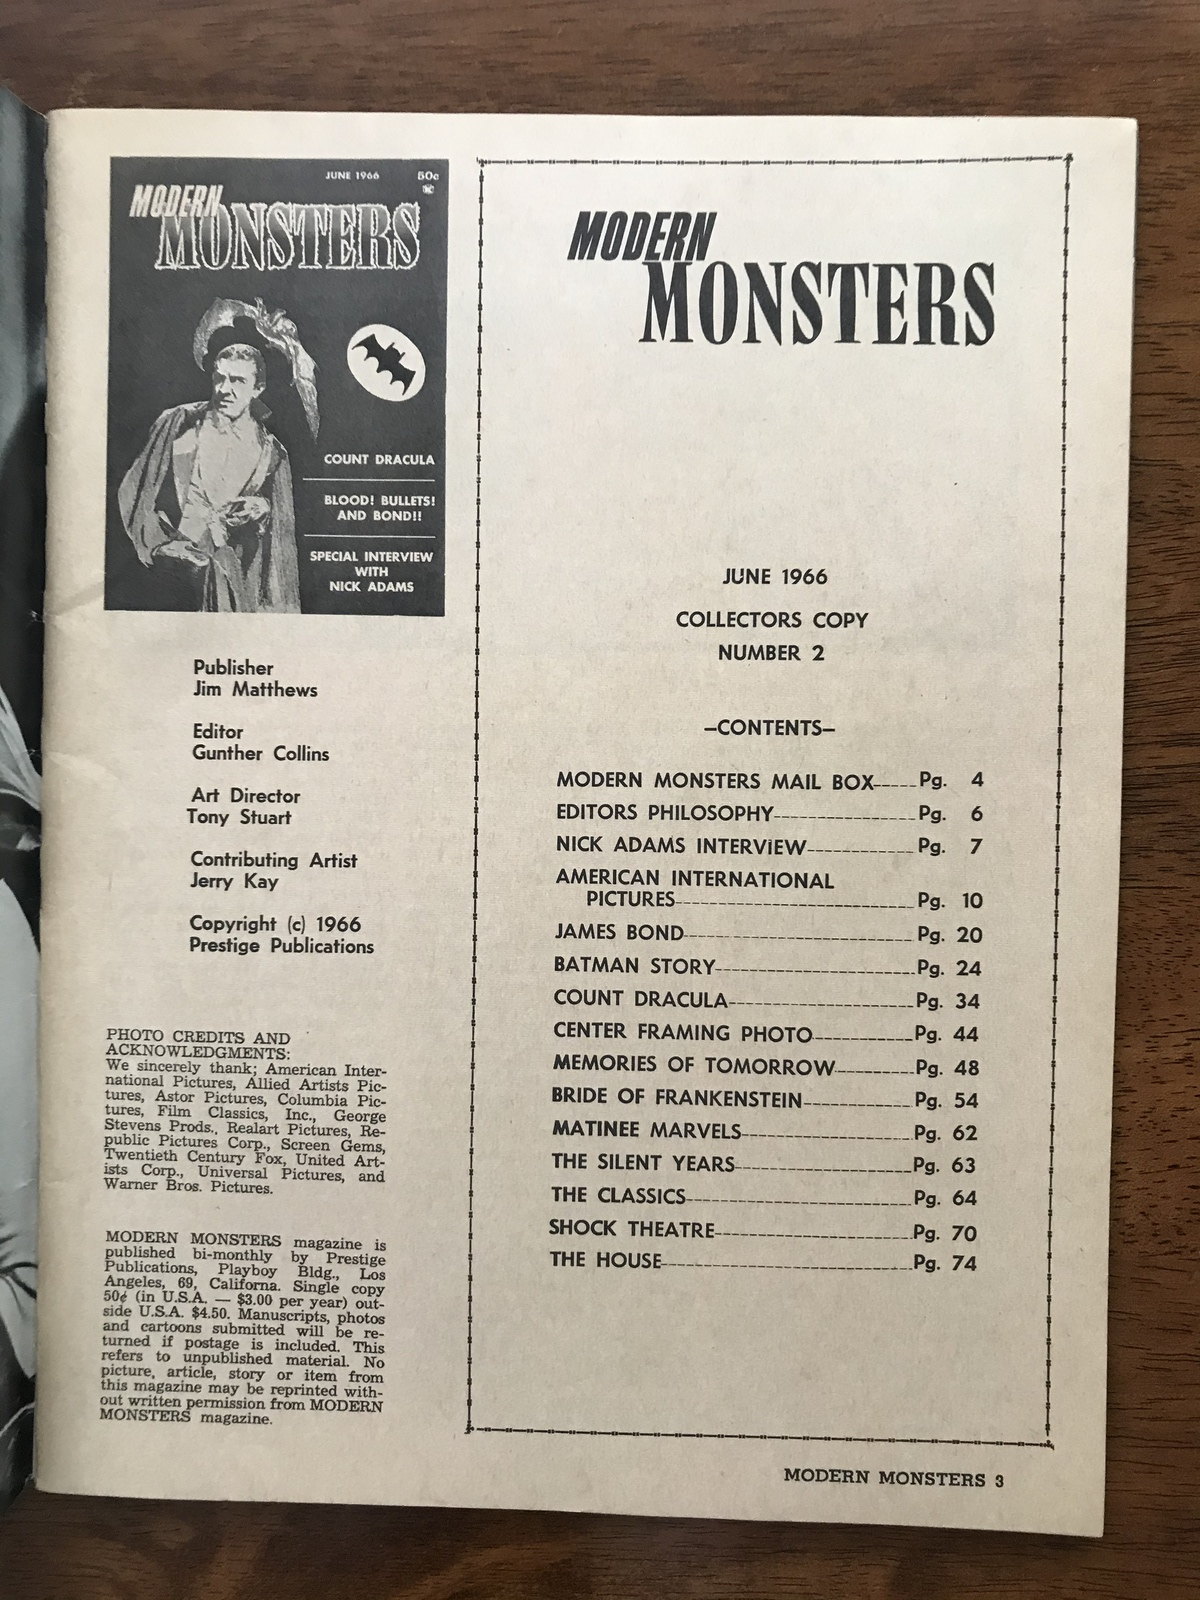 JUNE 1966 50c
MODERN
MONSTERS
COUNT DRACULA
BLOOD! BULLETS!
AND BOND!!
SPECIAL INTERVIEW
WITH
NICK ADAMS
Publisher
Jim Matthews
Editor
Gunther Collins
Art Director
Tony Stuart
Contributing Artist
Jerry Kay
Copyright (c) 1966
Prestige Publications
PHOTO CREDITS AND
ACKNOWLEDGMENTS:
We sincerely thank; American Inter-
national Pictures, Allied Artists Pic-
tures, Astor Pictures, Columbia Pic-
tures, Film Classics, Inc., George
Stevens Prods., Realart Pictures, Re-
public Pictures Corp., Screen Gems,
Twentieth Century Fox, United Art-
ists Corp., Universal Pictures, and
Warner Bros. Pictures.
MODERN MONSTERS magazine is
published bi-monthly by Prestige
Publications, Playboy Bldg., Los
Angeles, 69, Californa. Single copy
50¢ (in U.S.A. — $3.00 per year) out-
side U.S.A. $4.50. Manuscripts, photos
and cartoons submitted will be re-
turned if postage is included. This
refers to unpublished material. No
picture, article, story or item from
this magazine may be reprinted with-
out written permission from MODERN
MONSTERS magazine.
MODERN
MONSTERS
JUNE 1966
COLLECTORS COPY
NUMBER 2
–CONTENTS–
MODERN MONSTERS MAIL BOX-----Pg. 4
EDITORS PHILOSOPHY----------------Pg. 6
NICK ADAMS INTERViEW------------Pg. 7
AMERICAN INTERNATIONAL
PICTURES---------------------------Pg. 10
JAMES BOND--------------------------Pg. 20
BATMAN STORY-----------------------Pg. 24
COUNT DRACULA---------------------Pg. 34
CENTER FRAMING PHOTO-----------Pg. 44
MEMORIES OF TOMORROW---------Pg. 48
BRIDE OF FRANKENSTEIN------------Pg. 54
MATINEE MARVELS-------------------Pg. 62
THE SILENT YEARS--------------------Pg. 63
THE CLASSICS-------------------------Pg. 64
SHOCK THEATRE----------------------Pg. 70
THE HOUSE----------------------------Pg. 74
MODERN MONSTERS 3